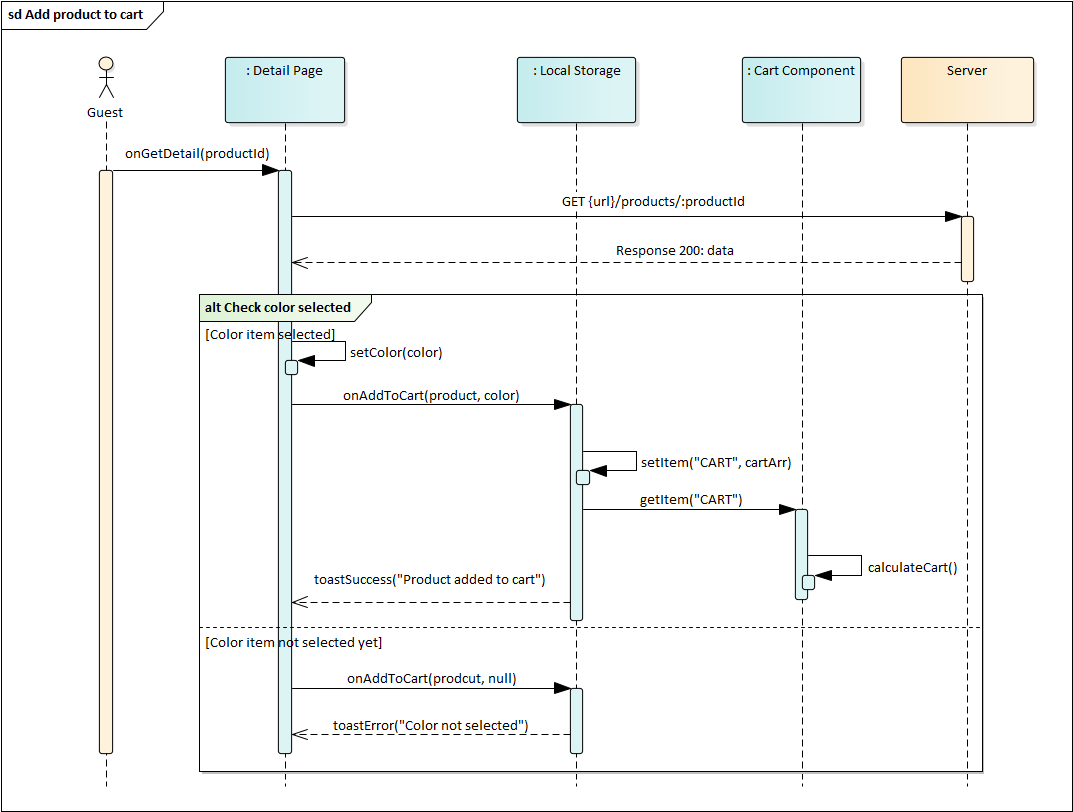 sd Add product to cart
Guest
: Detail Page
: Local Storage
: Cart Component
Server
onGetDetail(productId)
GET {url}/products/:productId
Response 200: data
alt Check color selected
[Color item selected]
setColor(color)
onAddToCart(product, color)
setItem("CART", cartArr)
getItem("CART")
calculateCart()
toastSuccess("Product added to cart")
[Color item not selected yet]
onAddToCart(prodcut, null)
toastError("Color not selected")